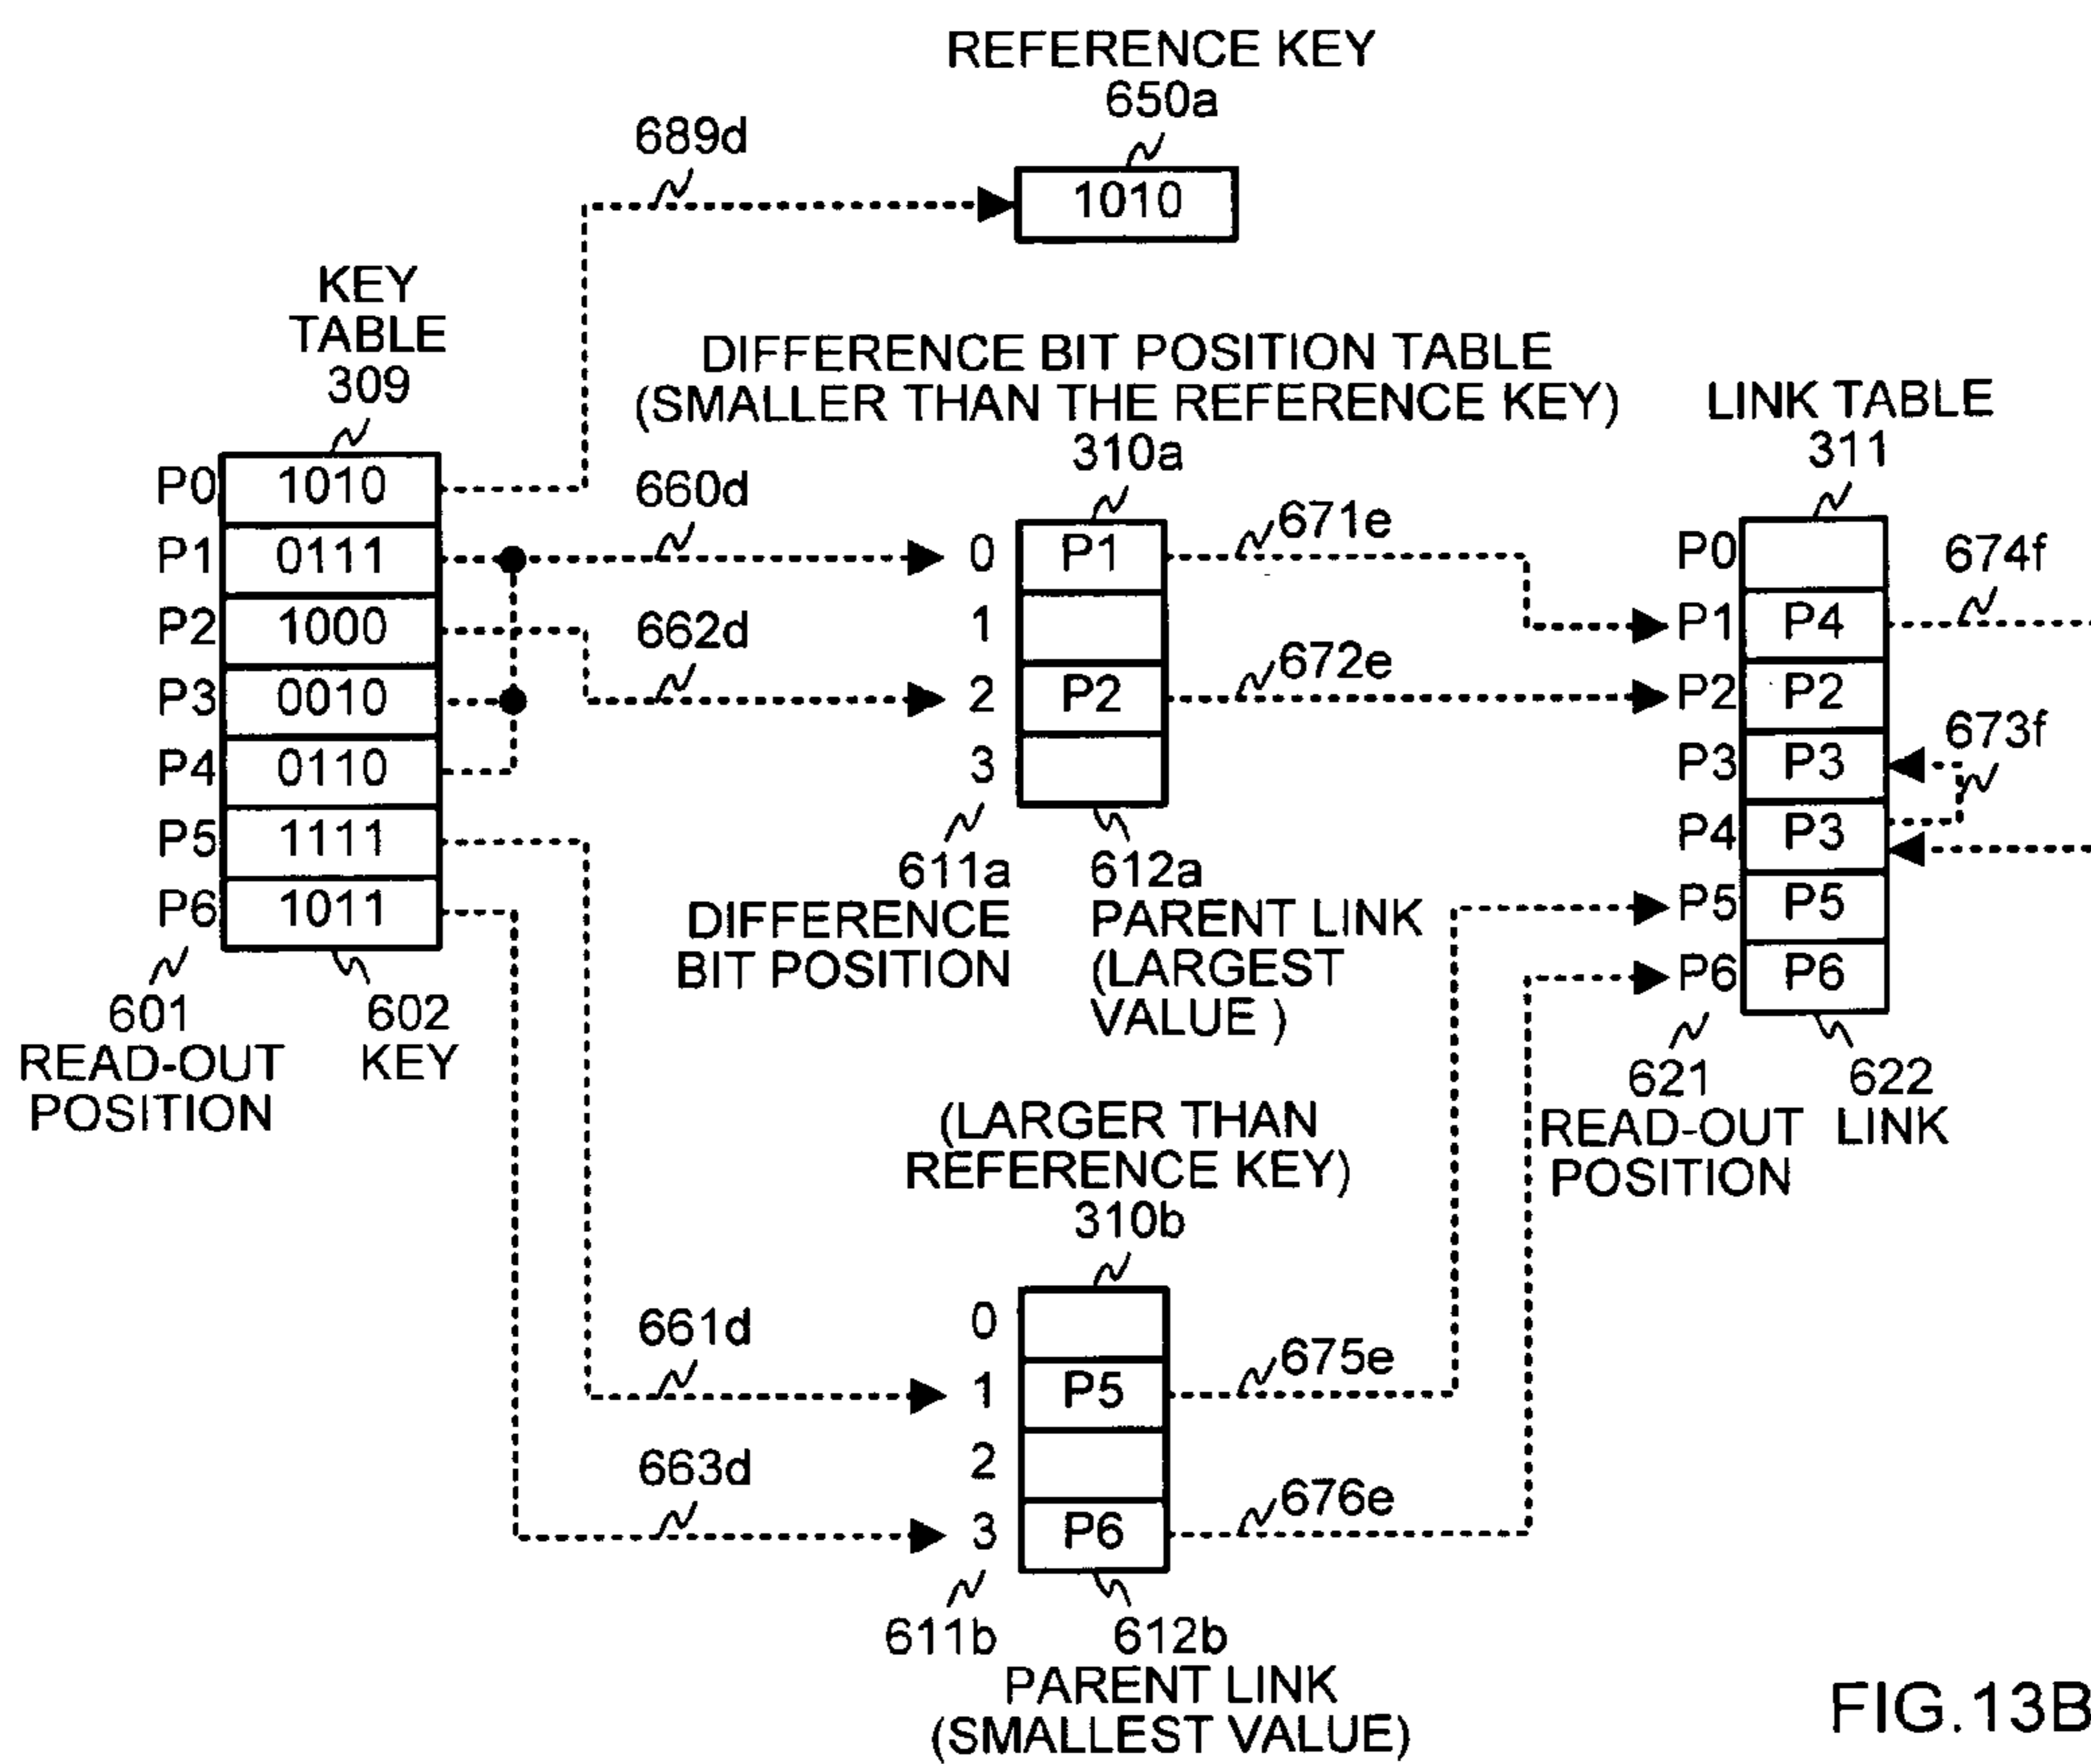 REFERENCE KEY
650a
689d
1010
KEY
TABLE
309
DIFFERENCE BIT POSITION TABLE
(SMALLER THAN THE REFERENCE KEY)
310a
LINK TABLE
311
P0 1010
P1 0111
P2 1000
P3 0010
P4 0110
P5 1111
P6 1011
601
READ-OUT
POSITION
602
KEY
660d
662d
0 P1
1
2 P2
3
671e
672e
611a
DIFFERENCE
BIT POSITION
612a
PARENT LINK
(LARGEST
VALUE )
P0
P1 P4
P2 P2
P3 P3
P4 P3
P5 P5
P6 P6
674f
673f
621
READ-OUT
POSITION
622
LINK
(LARGER THAN
REFERENCE KEY)
310b
661d
663d
0
1 P5
2
3 P6
675e
676e
611b
612b
PARENT LINK
(SMALLEST VALUE)
FIG.13B